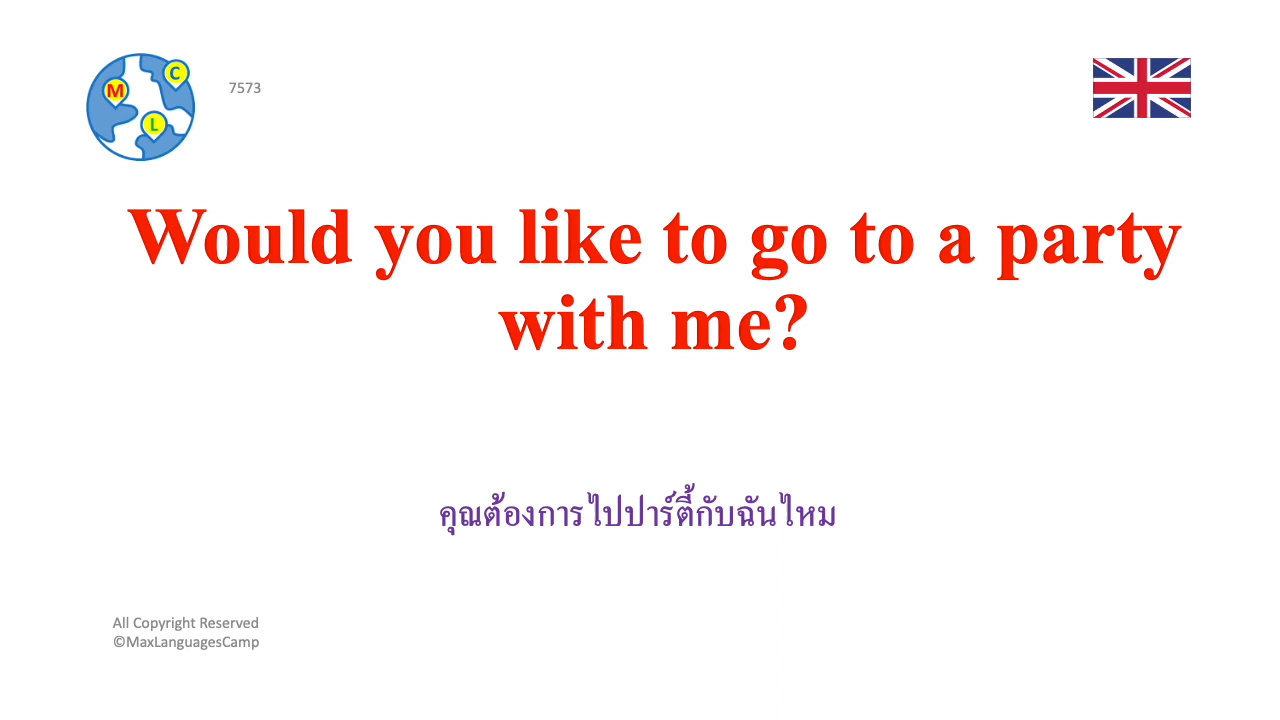 M
C
L
7573
Would you like to go to a party
with me?
คุณต้องการไปปาร์ตี้กับฉันไหม
All Copyright Reserved
©MaxLanguagesCamp